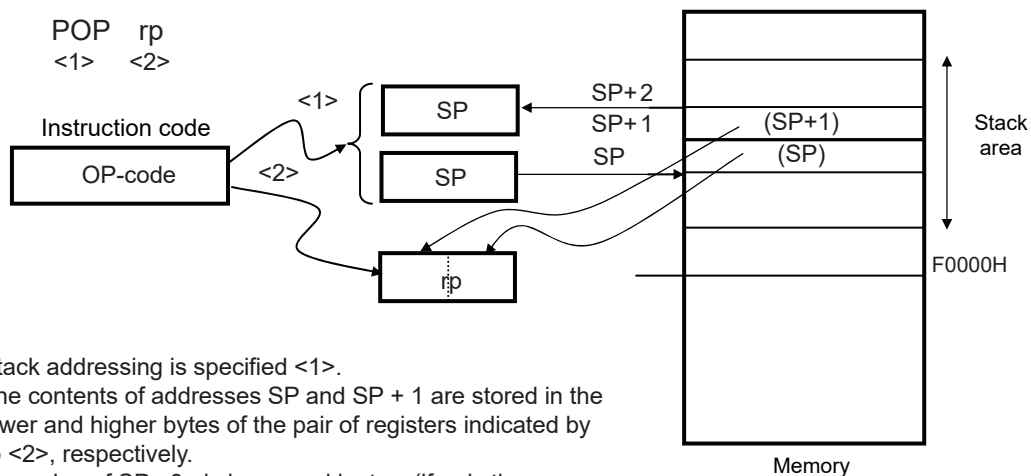 POP rp
<1> <2>
Instruction code
OP-code
<1>
<2>
SP
SP
rp
SP+2
SP+1
SP
(SP+1)
(SP)
Stack
area
F0000H
Memory
tack addressing is specified <1>.
he contents of addresses SP and SP + 1 are stored in the
wer and higher bytes of the pair of registers indicated by
<2>, respectively.